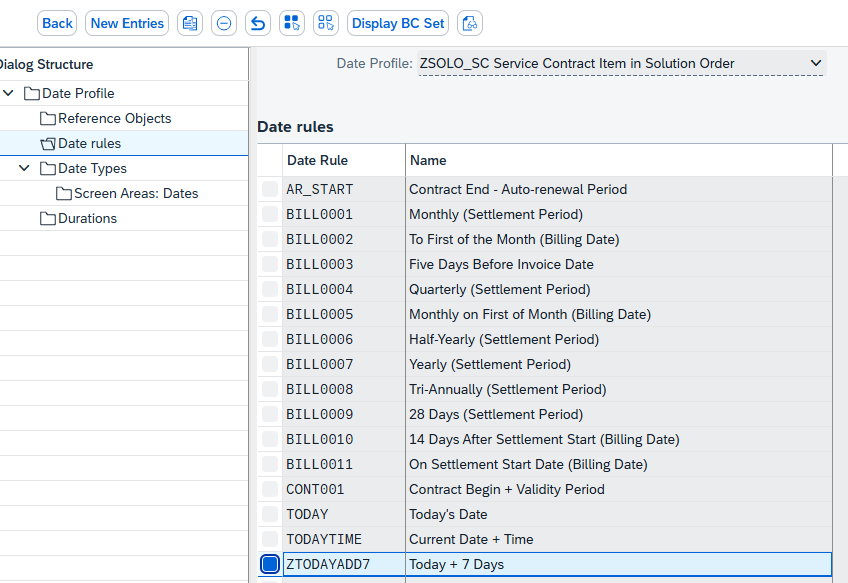 Back New Entries Display BC Set
Dialog Structure
Date Profile: ZSOLO_SC Service Contract Item in Solution Order
Date Profile
Reference Objects
Date rules
Date Types
Screen Areas: Dates
Durations
Date rules
Date Rule Name
AR_START Contract End - Auto-renewal Period
BILL0001 Monthly (Settlement Period)
BILL0002 To First of the Month (Billing Date)
BILL0003 Five Days Before Invoice Date
BILL0004 Quarterly (Settlement Period)
BILL0005 Monthly on First of Month (Billing Date)
BILL0006 Half-Yearly (Settlement Period)
BILL0007 Yearly (Settlement Period)
BILL0008 Tri-Annually (Settlement Period)
BILL0009 28 Days (Settlement Period)
BILL0010 14 Days After Settlement Start (Billing Date)
BILL0011 On Settlement Start Date (Billing Date)
CONT001 Contract Begin + Validity Period
TODAY Today's Date
TODAYTIME Current Date + Time
ZTODAYADD7 Today + 7 Days